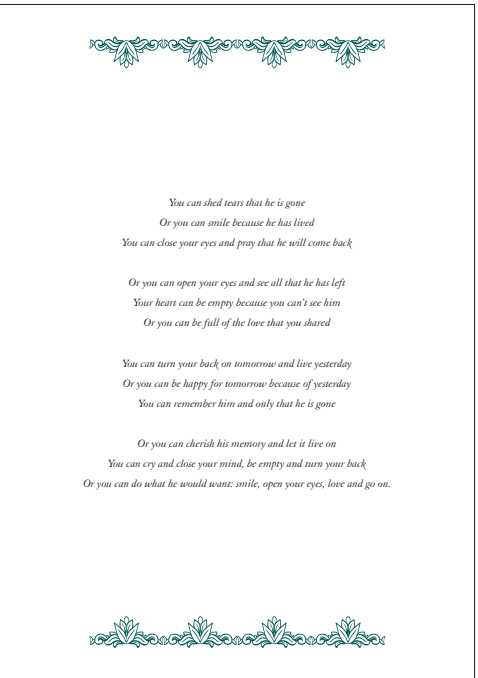 You can shed tears that he is gone
Or you can smile because he has lived
You can close your eyes and pray that he will come back
Or you can open your eyes and see all that he has left
Your heart can be empty because you can't see him
Or you can be full of the love that you shared
You can turn your back on tomorrow and live yesterday
Or you can be happy for tomorrow because of yesterday
You can remember him and only that he is gone
Or you can cherish his memory and let it live on
You can cry and close your mind, be empty and turn your back
Or you can do what he would want: smile, open your eyes, love and go on.